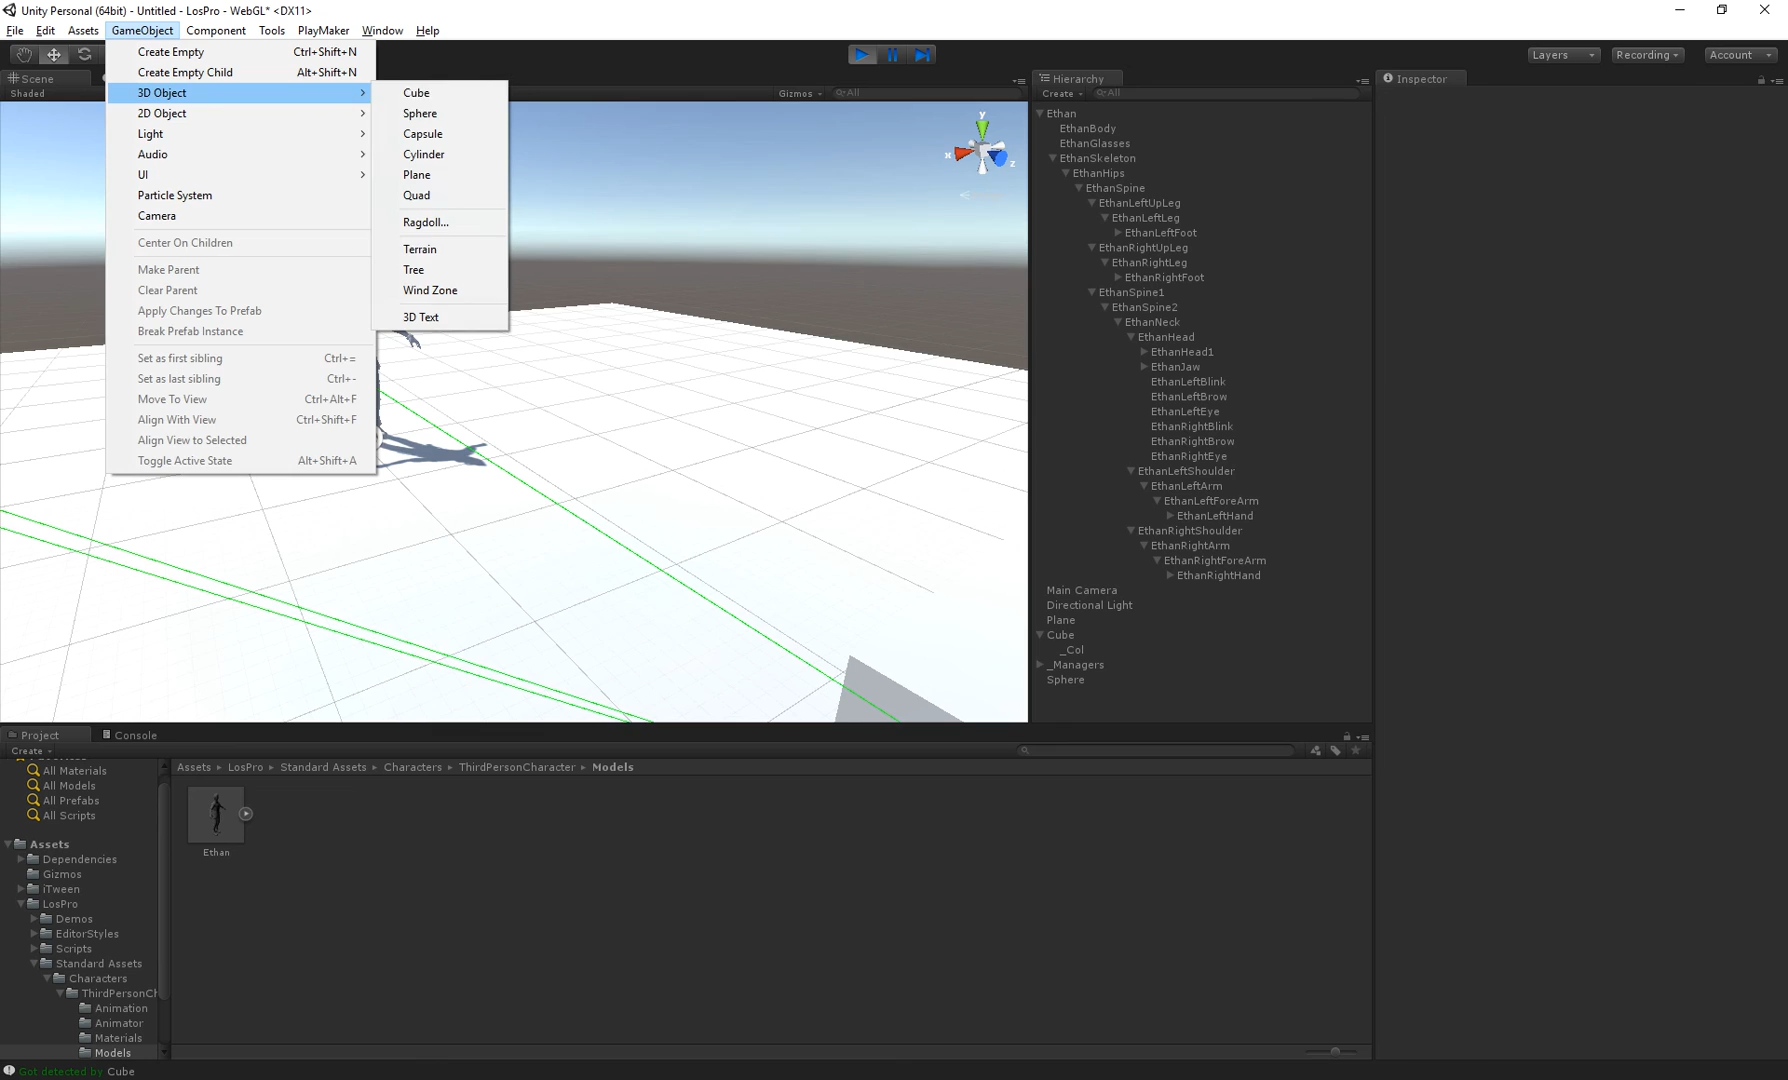 Unity Personal (64bit) - Untitled - LosPro - WebGL* <DX11>
File Edit Assets GameObject Component Tools PlayMaker Window Help
Layers Recording Account
Create Empty Ctrl+Shift+N
Create Empty Child Alt+Shift+N
3D Object
2D Object
Light
Audio
UI
Particle System
Camera
Center On Children
Make Parent
Clear Parent
Apply Changes To Prefab
Break Prefab Instance
Set as first sibling Ctrl+=
Set as last sibling Ctrl+-
Move To View Ctrl+Alt+F
Align With View Ctrl+Shift+F
Align View to Selected
Toggle Active State Alt+Shift+A
Cube
Sphere
Capsule
Cylinder
Plane
Quad
Ragdoll...
Terrain
Tree
Wind Zone
3D Text
Scene
Shaded
Gizmos All
y
x
z
Hierarchy
Create All
Ethan
EthanBody
EthanGlasses
EthanSkeleton
EthanHips
EthanSpine
EthanLeftUpLeg
EthanLeftLeg
EthanLeftFoot
EthanRightUpLeg
EthanRightLeg
EthanRightFoot
EthanSpine1
EthanSpine2
EthanNeck
EthanHead
EthanHead1
EthanJaw
EthanLeftBlink
EthanLeftBrow
EthanLeftEye
EthanRightBlink
EthanRightBrow
EthanRightEye
EthanLeftShoulder
EthanLeftArm
EthanLeftForeArm
EthanLeftHand
EthanRightShoulder
EthanRightArm
EthanRightForeArm
EthanRightHand
Main Camera
Directional Light
Plane
Cube
_Col
_Managers
Sphere
Inspector
Project Console
Create
All Materials
All Models
All Prefabs
All Scripts
Assets
Dependencies
Gizmos
iTween
LosPro
Demos
EditorStyles
Scripts
Standard Assets
Characters
ThirdPersonCh
Animation
Animator
Materials
Models
Assets LosPro Standard Assets Characters ThirdPersonCharacter Models
Ethan
Got detected by Cube